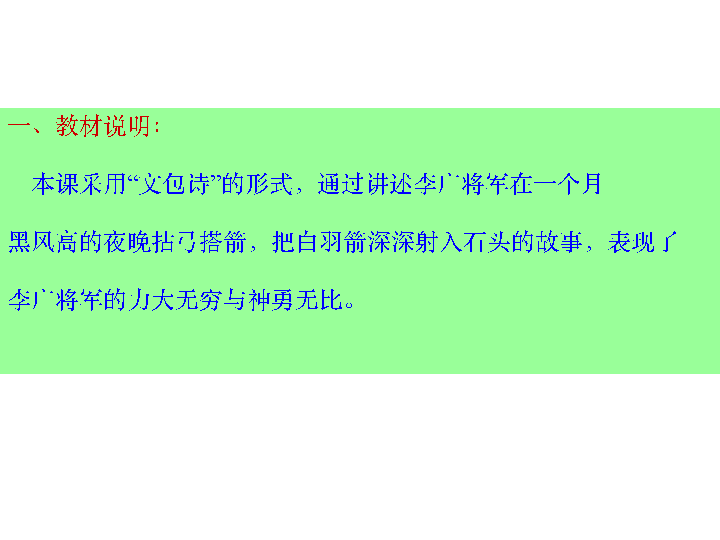 一、教材说明:
本课采用“文包诗”的形式，通过讲述李广将军在一个月
黑风高的夜晚拈弓搭箭，把白羽箭深深射入石头的故事，表现了
李广将军的力大无穷与神勇无比。